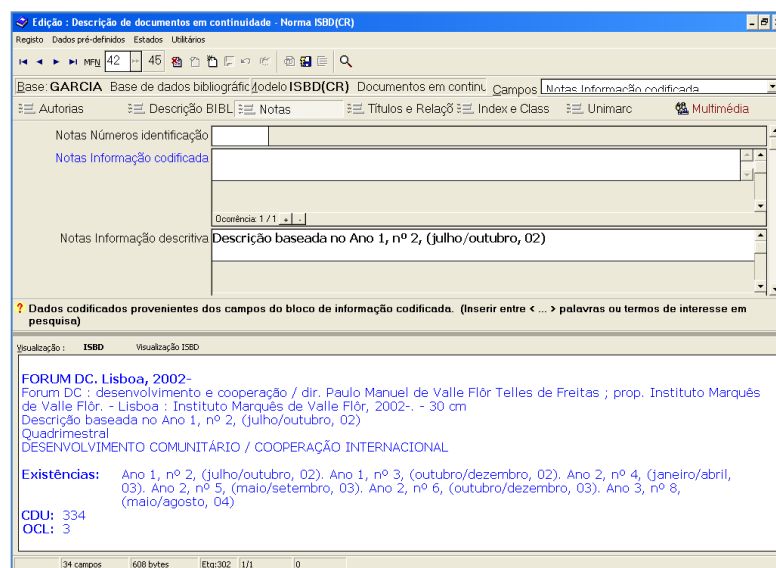 Edição : Descrição de documentos em continuidade - Norma ISBD(CR)
Registo Dados pré-definidos Estados Utilitários
MFN 42 45
Base: GARCIA Base de dados bibliográfic Modelo ISBD(CR) Documentos em continu Campos Notas Informação codificada
Autorias Descrição BIBL Notas Títulos e Relaçõ Index e Class Unimarc Multimédia
Notas Números identificação
Notas Informação codificada
Ocorrência: 1 / 1 + -
Notas Informação descritiva Descrição baseada no Ano 1, nº 2, (julho/outubro, 02)
? Dados codificados provenientes dos campos do bloco de informação codificada. (Inserir entre < ... > palavras ou termos de interesse em
pesquisa)
Visualização : ISBD Visualização ISBD
FORUM DC. Lisboa, 2002-
Forum DC : desenvolvimento e cooperação / dir. Paulo Manuel de Valle Flôr Telles de Freitas ; prop. Instituto Marquês
de Valle Flôr. - Lisboa : Instituto Marquês de Valle Flôr, 2002-. - 30 cm
Descrição baseada no Ano 1, nº 2, (julho/outubro, 02)
Quadrimestral
DESENVOLVIMENTO COMUNITÁRIO / COOPERAÇÃO INTERNACIONAL
Existências: Ano 1, nº 2, (julho/outubro, 02). Ano 1, nº 3, (outubro/dezembro, 02). Ano 2, nº 4, (janeiro/abril,
03). Ano 2, nº 5, (maio/setembro, 03). Ano 2, nº 6, (outubro/dezembro, 03). Ano 3, nº 8,
(maio/agosto, 04)
CDU: 334
OCL: 3
34 campos 608 bytes Etq:302 1/1 0